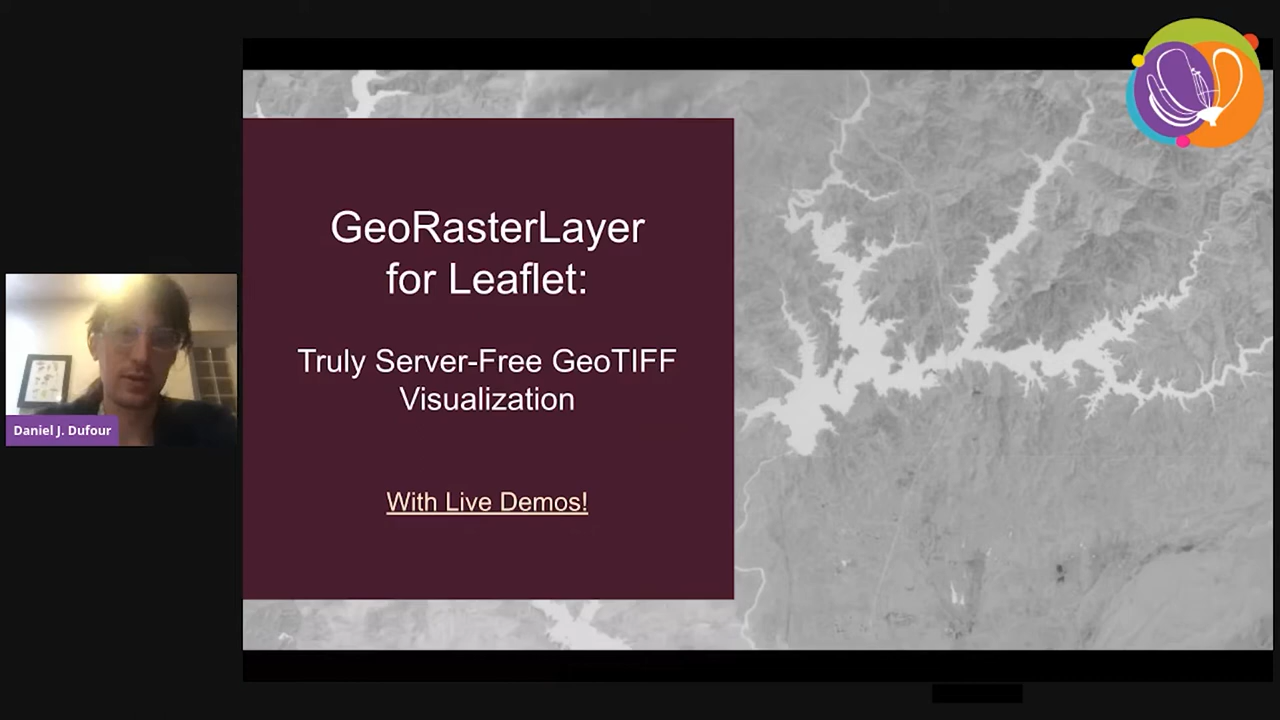 GeoRasterLayer
for Leaflet:
Truly Server-Free GeoTIFF
Visualization
With Live Demos!
Daniel J. Dufour